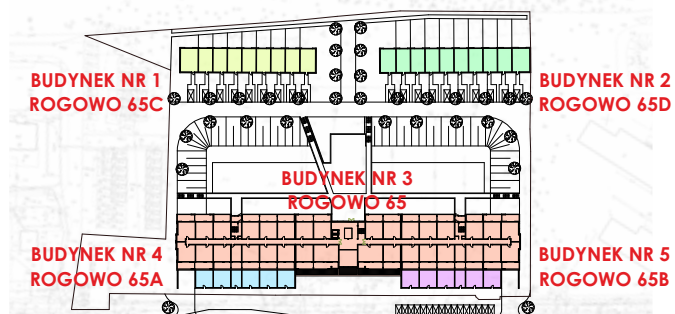 BUDYNEK NR 1
ROGOWO 65C
BUDYNEK NR 2
ROGOWO 65D
BUDYNEK NR 3
ROGOWO 65
BUDYNEK NR 4
ROGOWO 65A
BUDYNEK NR 5
ROGOWO 65B